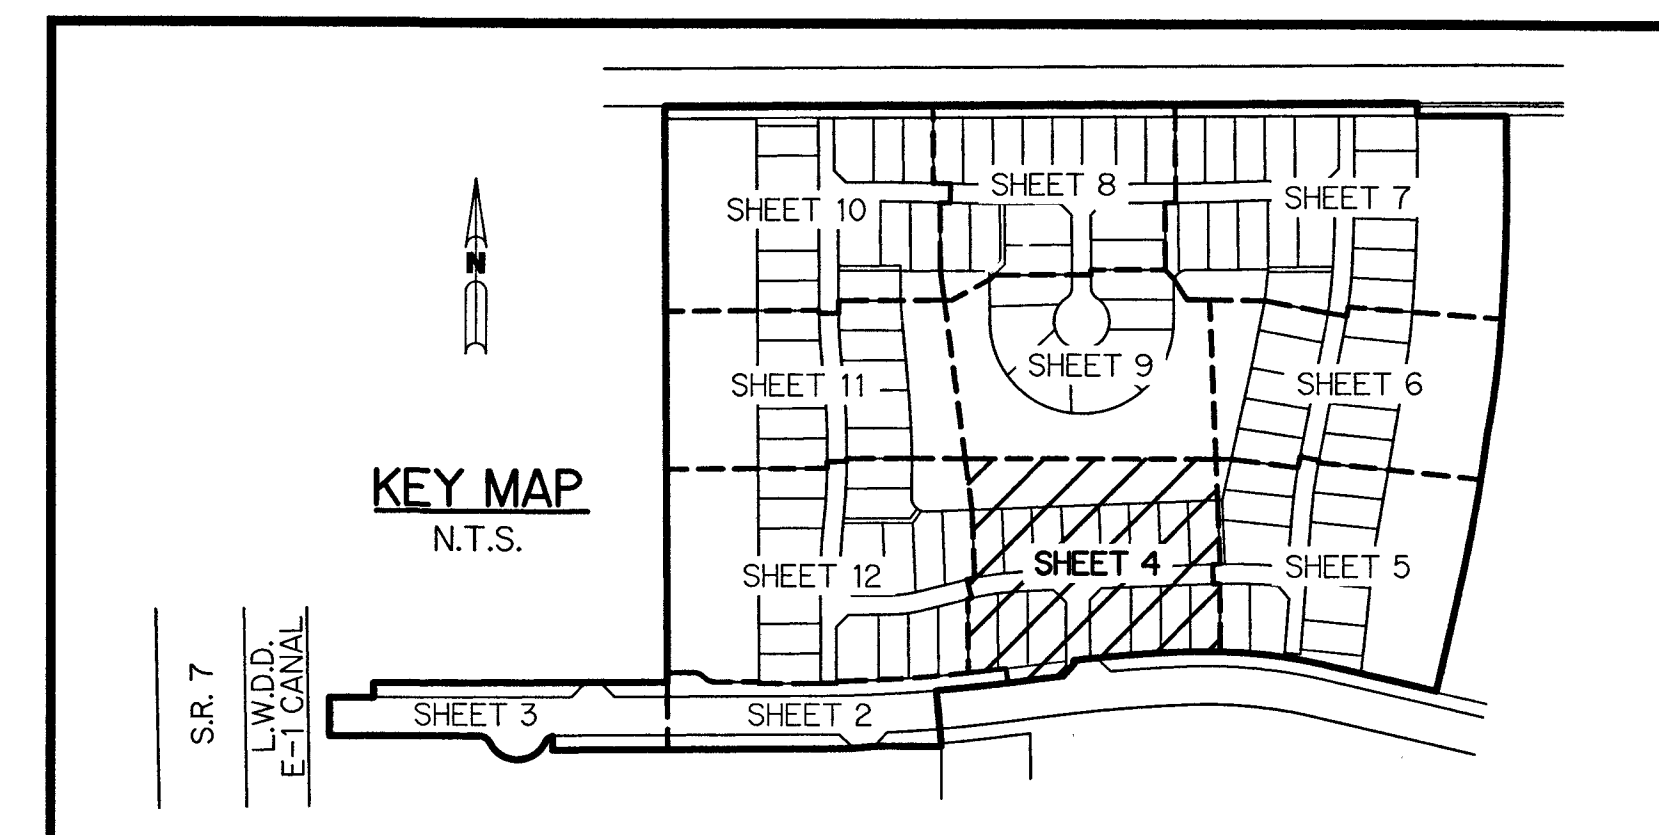 SHEET 8
SHEET 7
SHEET 10
N
SHEET 9
SHEET 11
SHEET 6
KEY MAP
N.T.S.
SHEET 4
SHEET 5
SHEET 12
S.R. 7
L.W.D.D.
E-1 CANAL
SHEET 3
SHEET 2